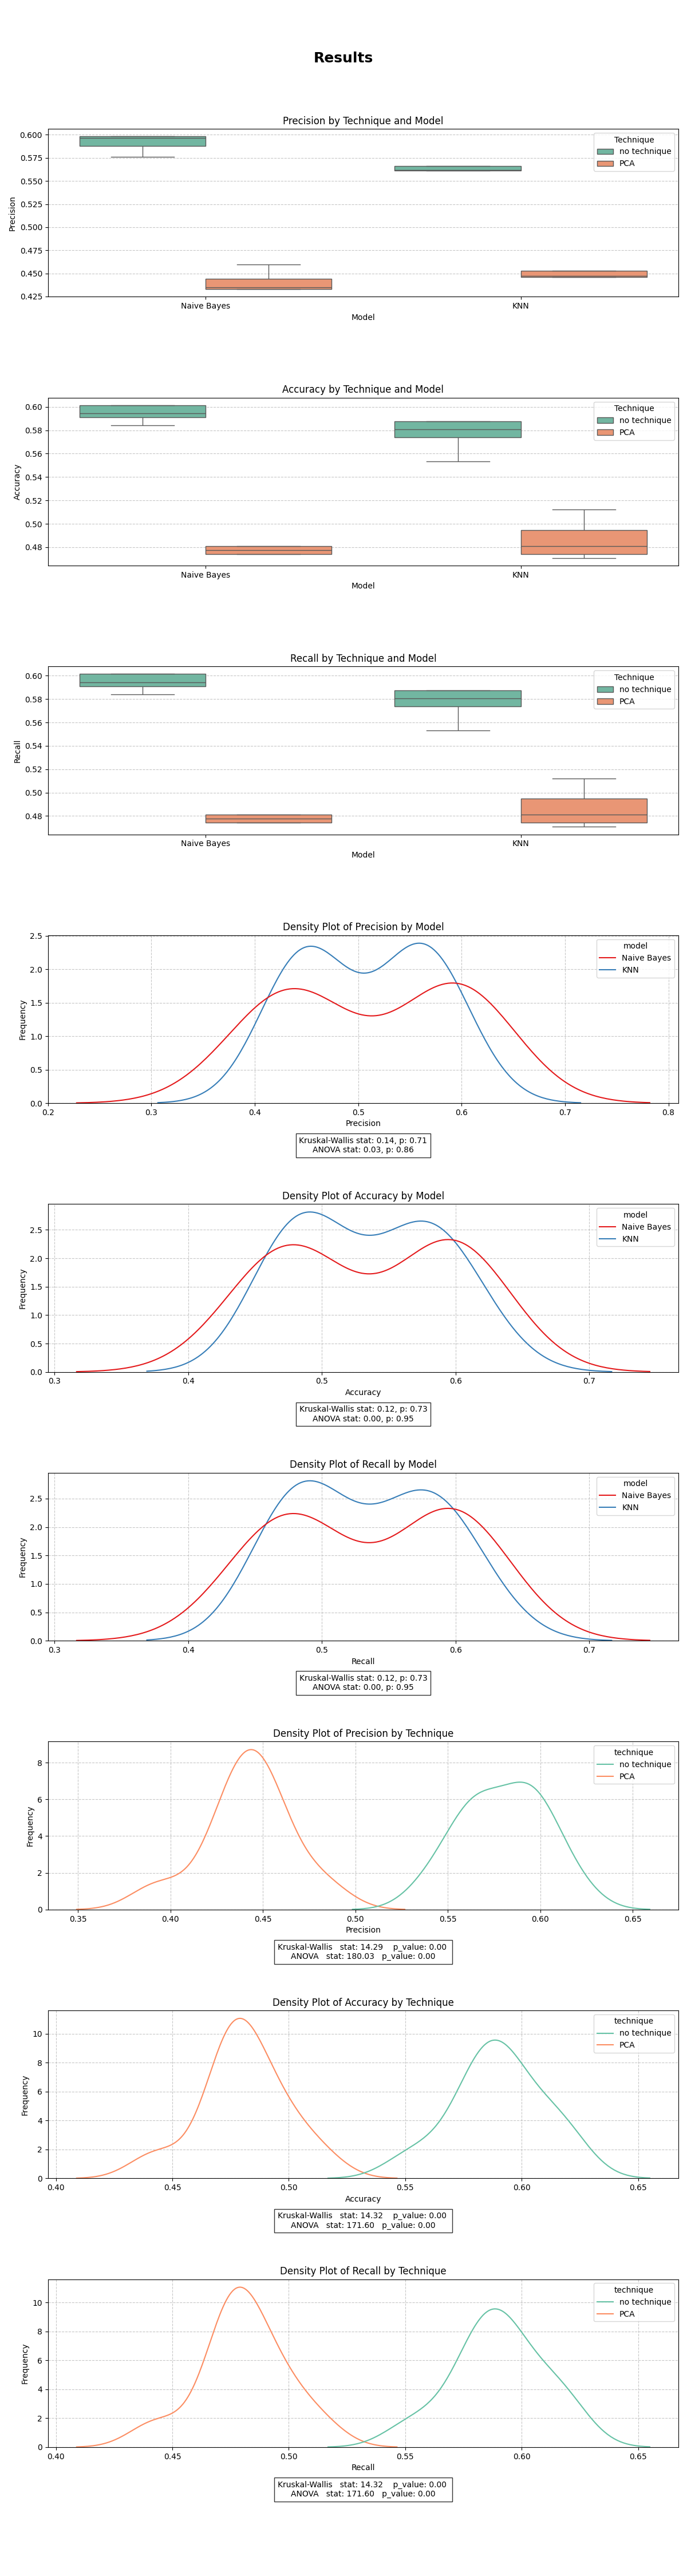 Results
Precision by Technique and Model
Technique
no technique
PCA
0.600
0.575
0.550
0.525
0.500
0.475
0.450
0.425
Precision
Naive Bayes
KNN
Model
Accuracy by Technique and Model
Technique
no technique
PCA
0.60
0.58
0.56
0.54
0.52
0.50
0.48
Accuracy
Naive Bayes
KNN
Model
Recall by Technique and Model
Technique
no technique
PCA
0.60
0.58
0.56
0.54
0.52
0.50
0.48
Recall
Naive Bayes
KNN
Model
Density Plot of Precision by Model
model
Naive Bayes
KNN
2.5
2.0
1.5
1.0
0.5
0.0
Frequency
0.2 0.3 0.4 0.5 0.6 0.7 0.8
Precision
Kruskal-Wallis stat: 0.14, p: 0.71
ANOVA stat: 0.03, p: 0.86
Density Plot of Accuracy by Model
model
Naive Bayes
KNN
2.5
2.0
1.5
1.0
0.5
0.0
Frequency
0.3 0.4 0.5 0.6 0.7
Accuracy
Kruskal-Wallis stat: 0.12, p: 0.73
ANOVA stat: 0.00, p: 0.95
Density Plot of Recall by Model
model
Naive Bayes
KNN
2.5
2.0
1.5
1.0
0.5
0.0
Frequency
0.3 0.4 0.5 0.6 0.7
Recall
Kruskal-Wallis stat: 0.12, p: 0.73
ANOVA stat: 0.00, p: 0.95
Density Plot of Precision by Technique
technique
no technique
PCA
8
6
4
2
0
Frequency
0.35 0.40 0.45 0.50 0.55 0.60 0.65
Precision
Kruskal-Wallis stat: 14.29 p_value: 0.00
ANOVA stat: 180.03 p_value: 0.00
Density Plot of Accuracy by Technique
technique
no technique
PCA
10
8
6
4
2
0
Frequency
0.40 0.45 0.50 0.55 0.60 0.65
Accuracy
Kruskal-Wallis stat: 14.32 p_value: 0.00
ANOVA stat: 171.60 p_value: 0.00
Density Plot of Recall by Technique
technique
no technique
PCA
10
8
6
4
2
0
Frequency
0.40 0.45 0.50 0.55 0.60 0.65
Recall
Kruskal-Wallis stat: 14.32 p_value: 0.00
ANOVA stat: 171.60 p_value: 0.00